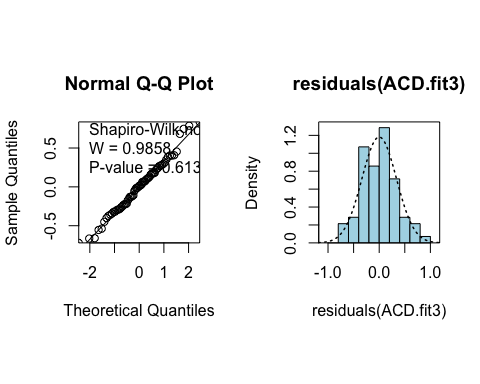 Normal Q-Q Plot
Shapiro-Wilk
W = 0.9858
P-value = 0.613
Sample Quantiles
0.5
0.0
-0.5
-2 0 1 2
Theoretical Quantiles
residuals(ACD.fit3)
Density
1.2
0.8
0.4
0.0
-1.0 0.0 1.0
residuals(ACD.fit3)